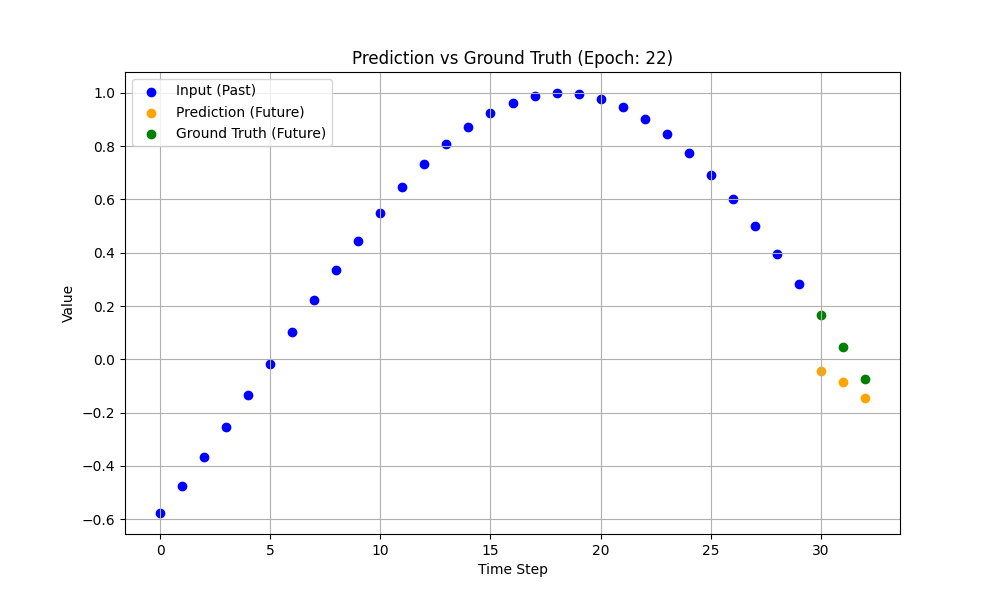 Prediction vs Ground Truth (Epoch: 22)
Input (Past)
Prediction (Future)
Ground Truth (Future)
Value
1.0
0.8
0.6
0.4
0.2
0.0
−0.2
−0.4
−0.6
0 5 10 15 20 25 30
Time Step